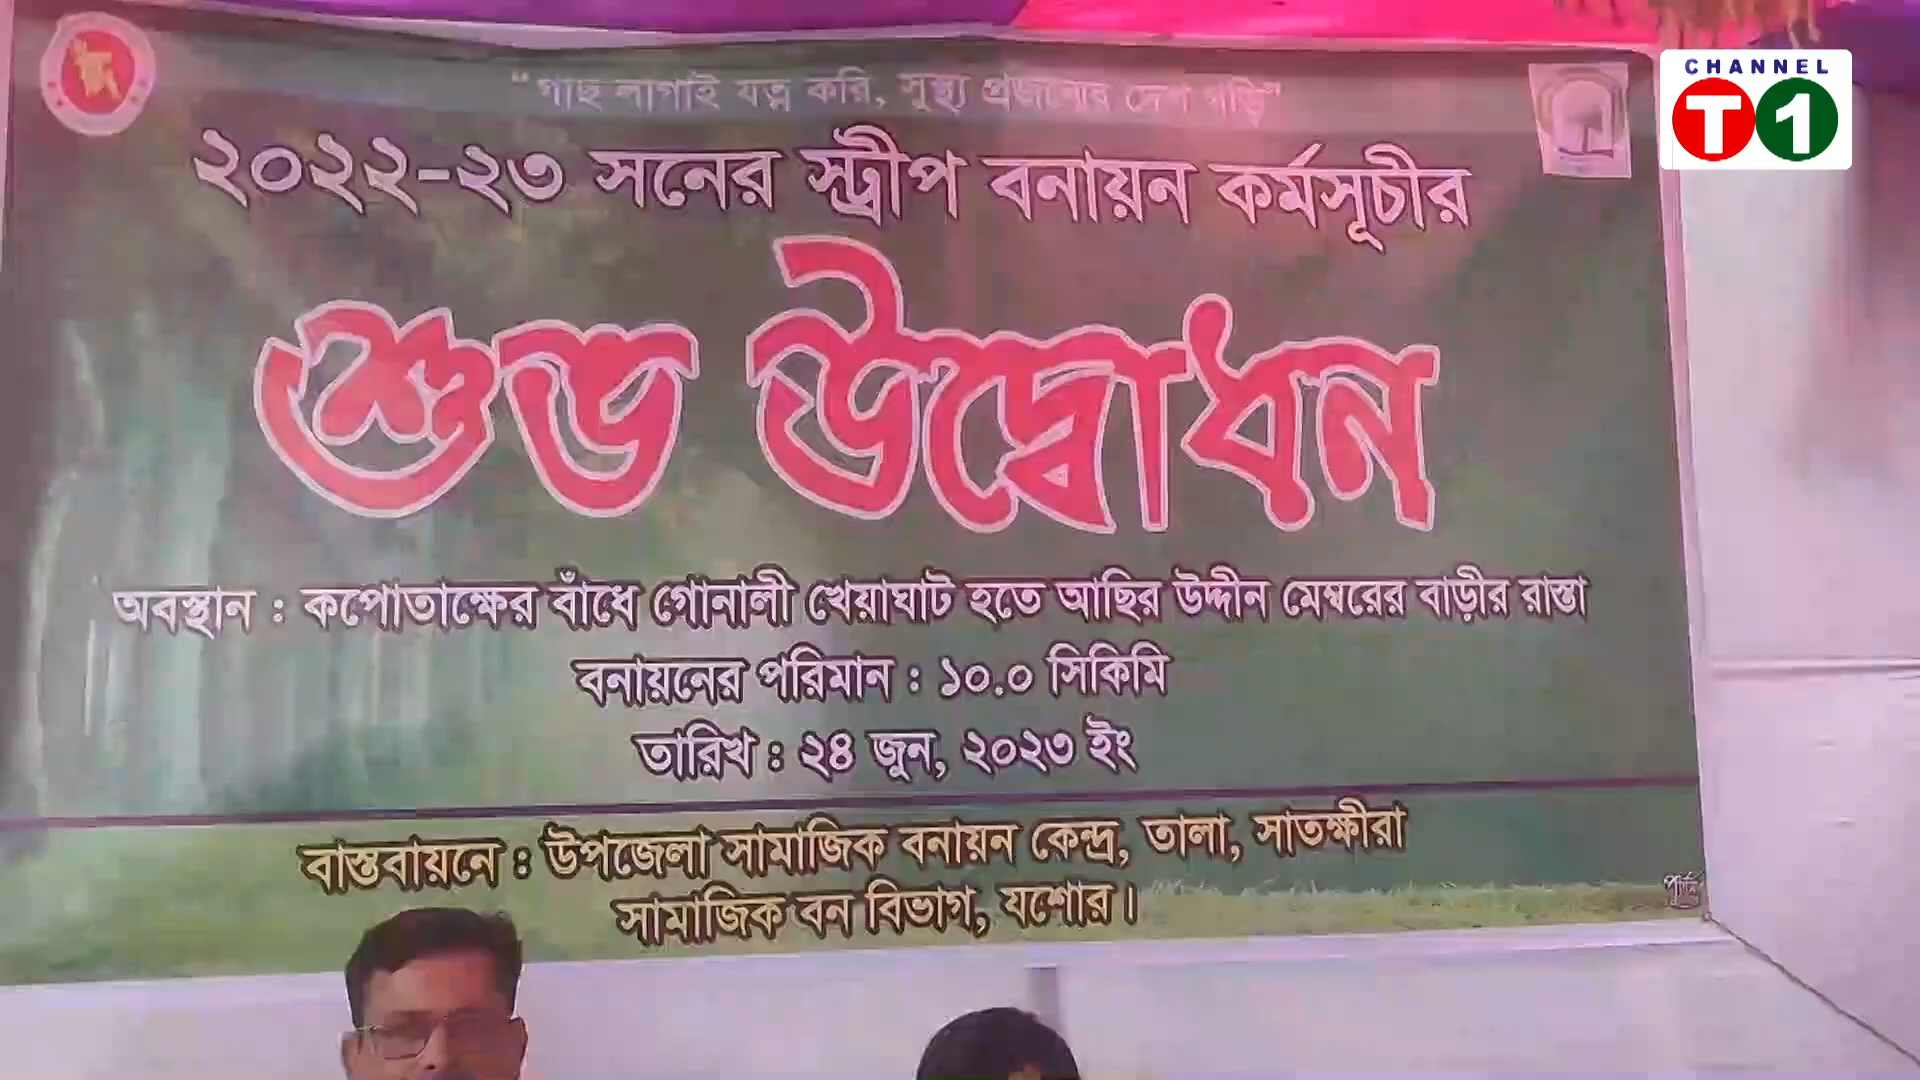 CHANNEL
T1
"গাছ লাগাই যত্ন করি, সুস্থ্য প্রজন্মের দেশ গড়ি"
২০২২-২৩ সনের স্ট্রীপ বনায়ন কর্মসূচীর
শুভ উদ্বোধন
অবস্থান : কপোতাক্ষের বাঁধে গোনালী খেয়াঘাট হতে আছির উদ্দীন মেম্বরের বাড়ীর রাস্তা
বনায়নের পরিমান : ১০.০ সিকিমি
তারিখ : ২৪ জুন, ২০২৩ ইং
বাস্তবায়নে : উপজেলা সামাজিক বনায়ন কেন্দ্র, তালা, সাতক্ষীরা
সামাজিক বন বিভাগ, যশোর।